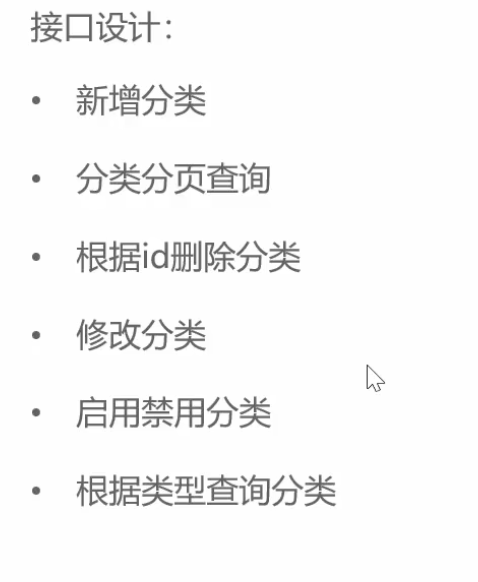 接口设计：
• 新增分类
• 分类分页查询
• 根据id删除分类
• 修改分类
• 启用禁用分类
• 根据类型查询分类